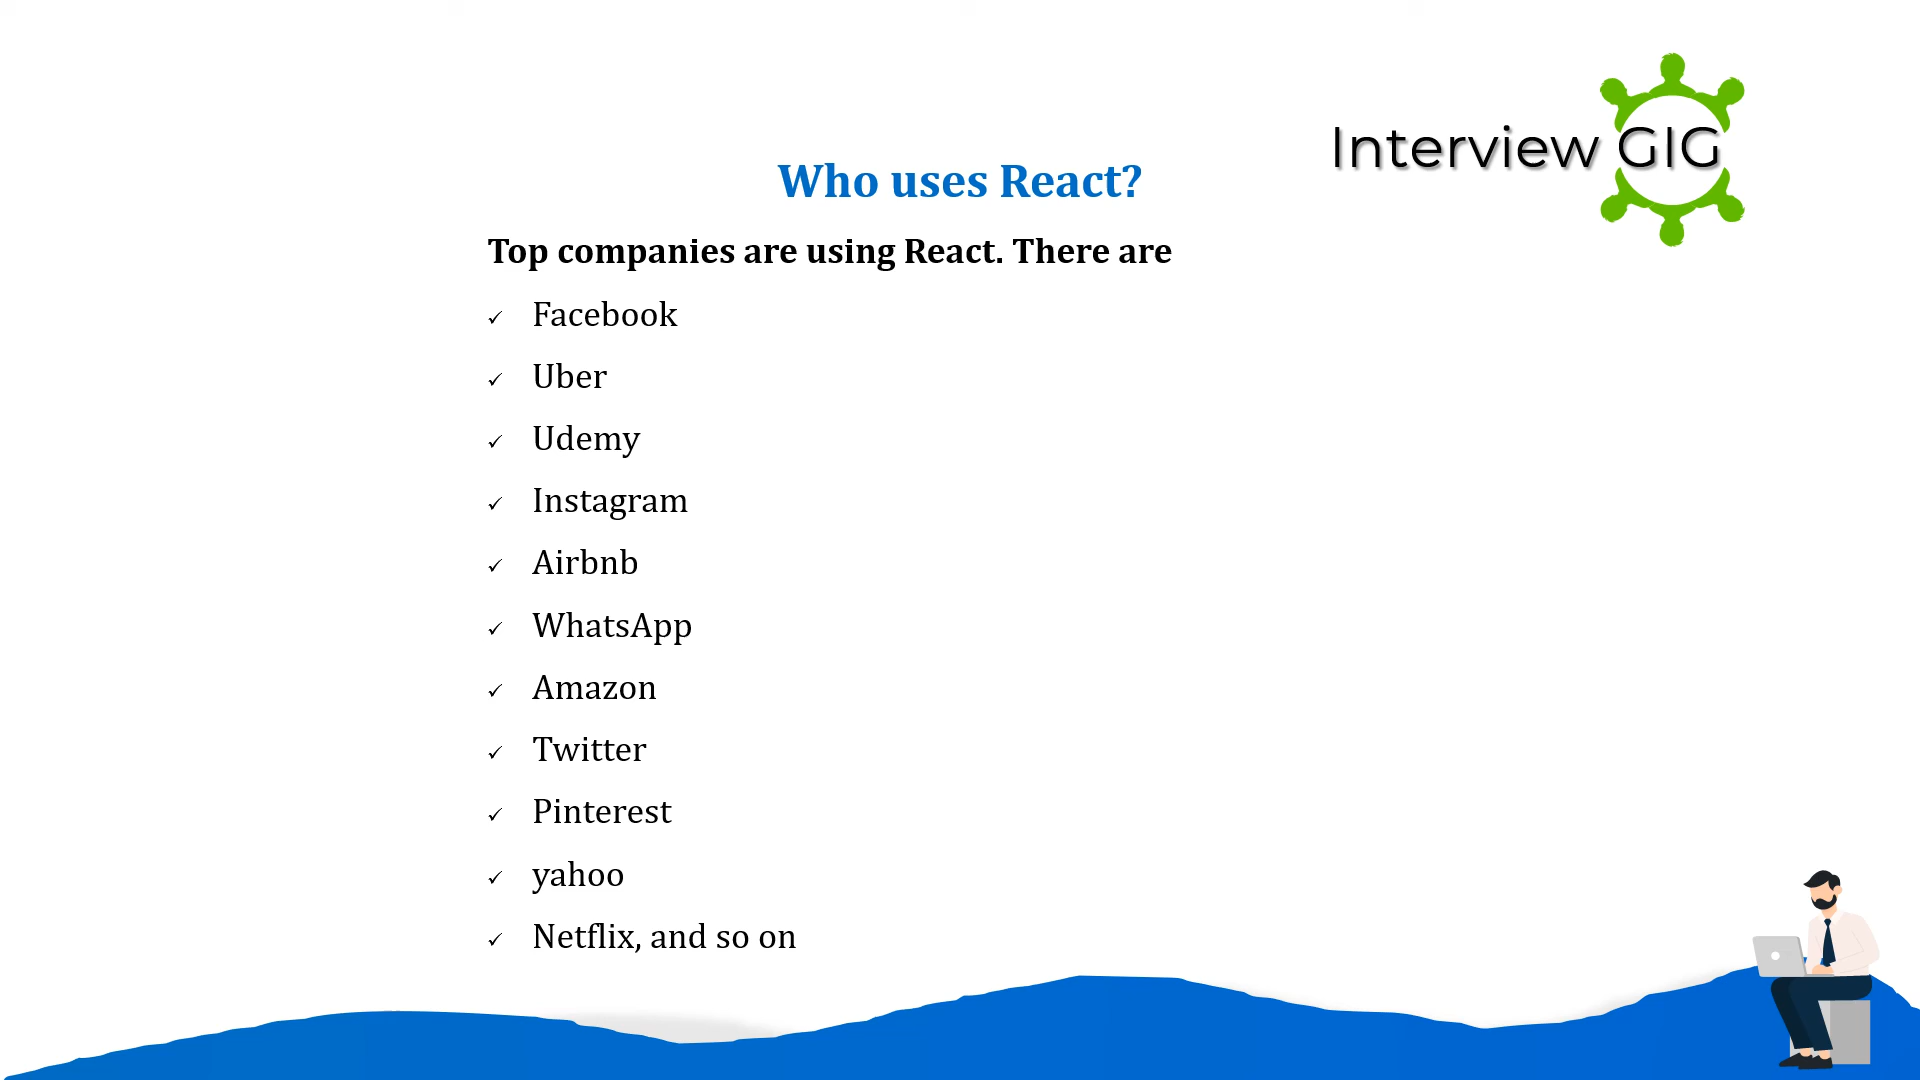 Interview GIG
Who uses React?
Top companies are using React. There are
✓ Facebook
✓ Uber
✓ Udemy
✓ Instagram
✓ Airbnb
✓ WhatsApp
✓ Amazon
✓ Twitter
✓ Pinterest
✓ yahoo
✓ Netflix, and so on